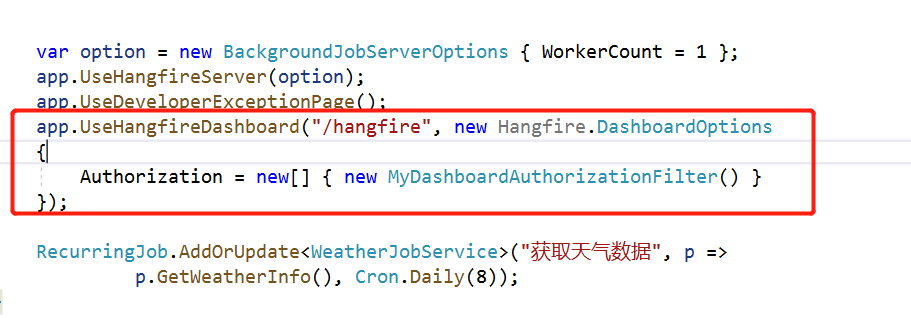 var option = new BackgroundJobServerOptions { WorkerCount = 1 };
app.UseHangfireServer(option);
app.UseDeveloperExceptionPage();
app.UseHangfireDashboard("/hangfire", new Hangfire.DashboardOptions
{
Authorization = new[] { new MyDashboardAuthorizationFilter() }
});
RecurringJob.AddOrUpdate<WeatherJobService>("获取天气数据", p =>
p.GetWeatherInfo(), Cron.Daily(8));